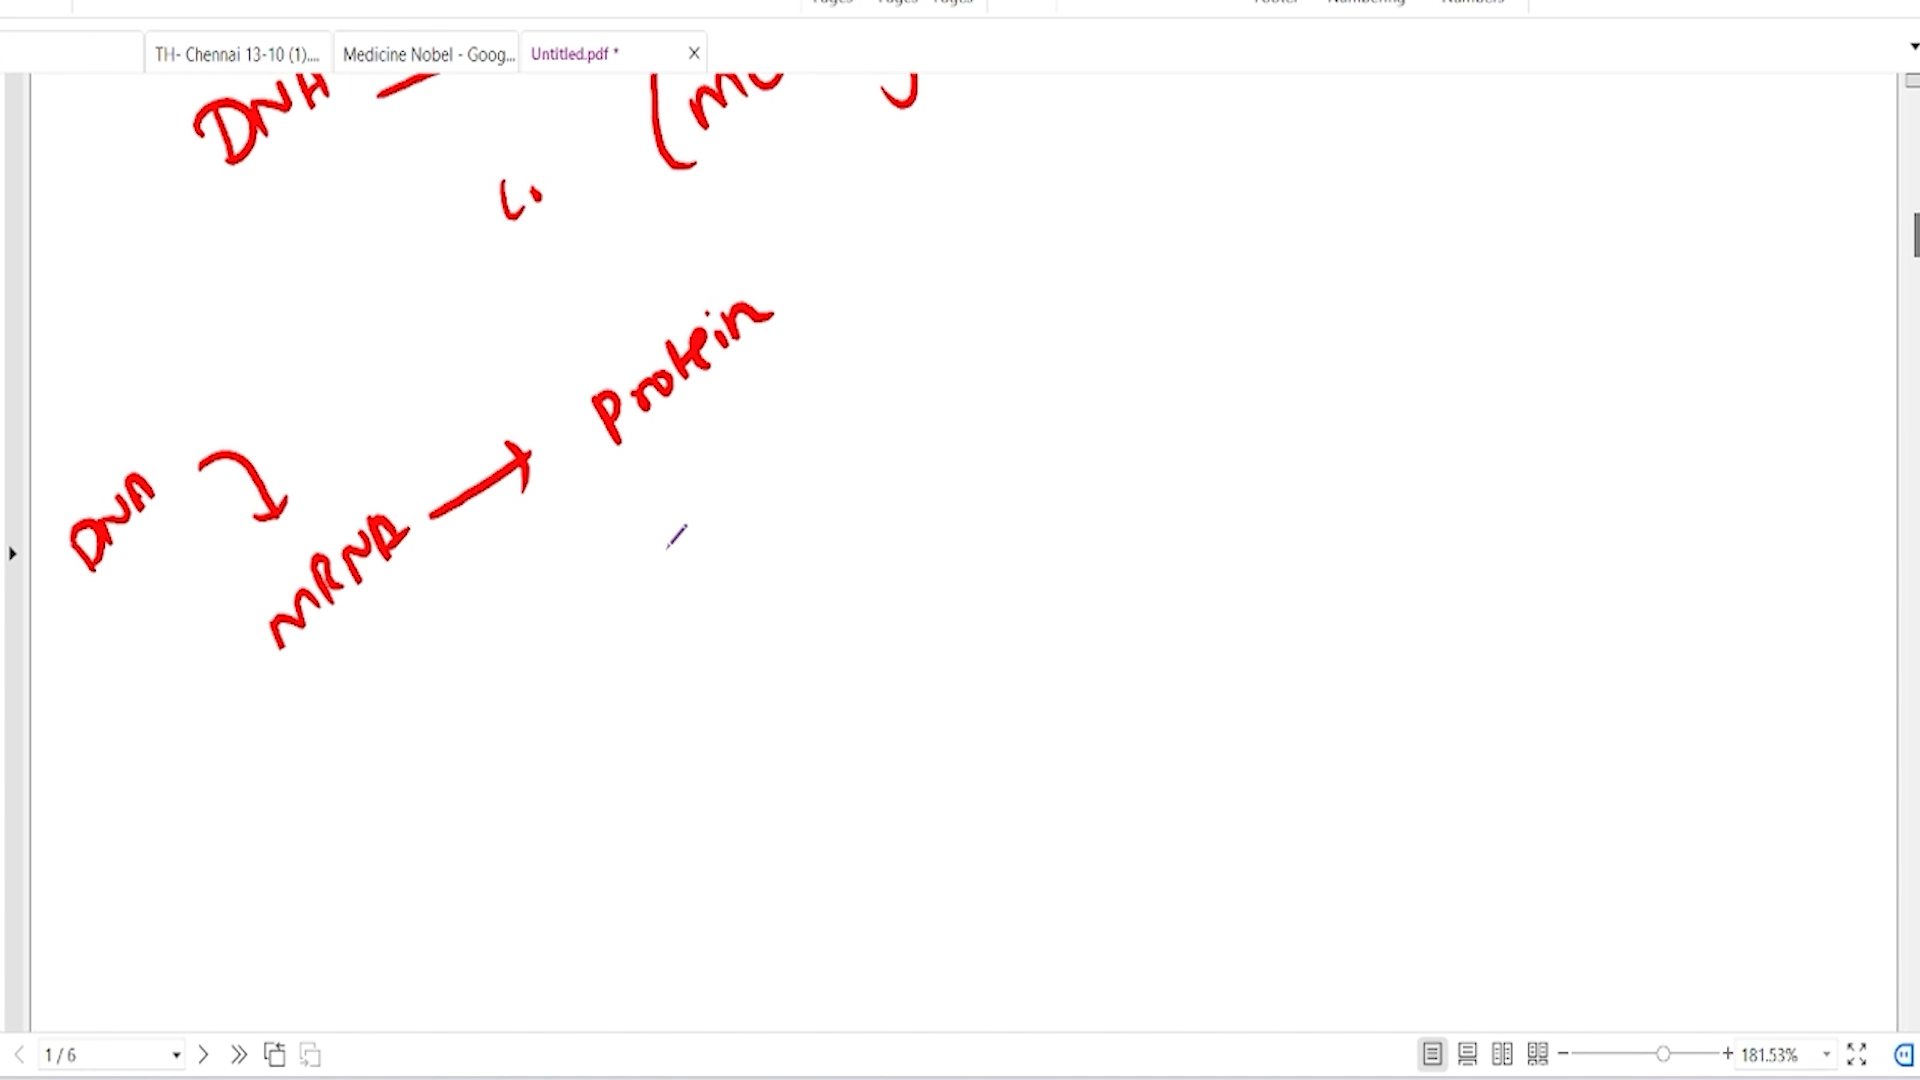 TH- Chennai 13-10 (1)....
Medicine Nobel - Goog...
Untitled.pdf *
DNA
Protein
DNA
mRNA
1 / 6
181.53%